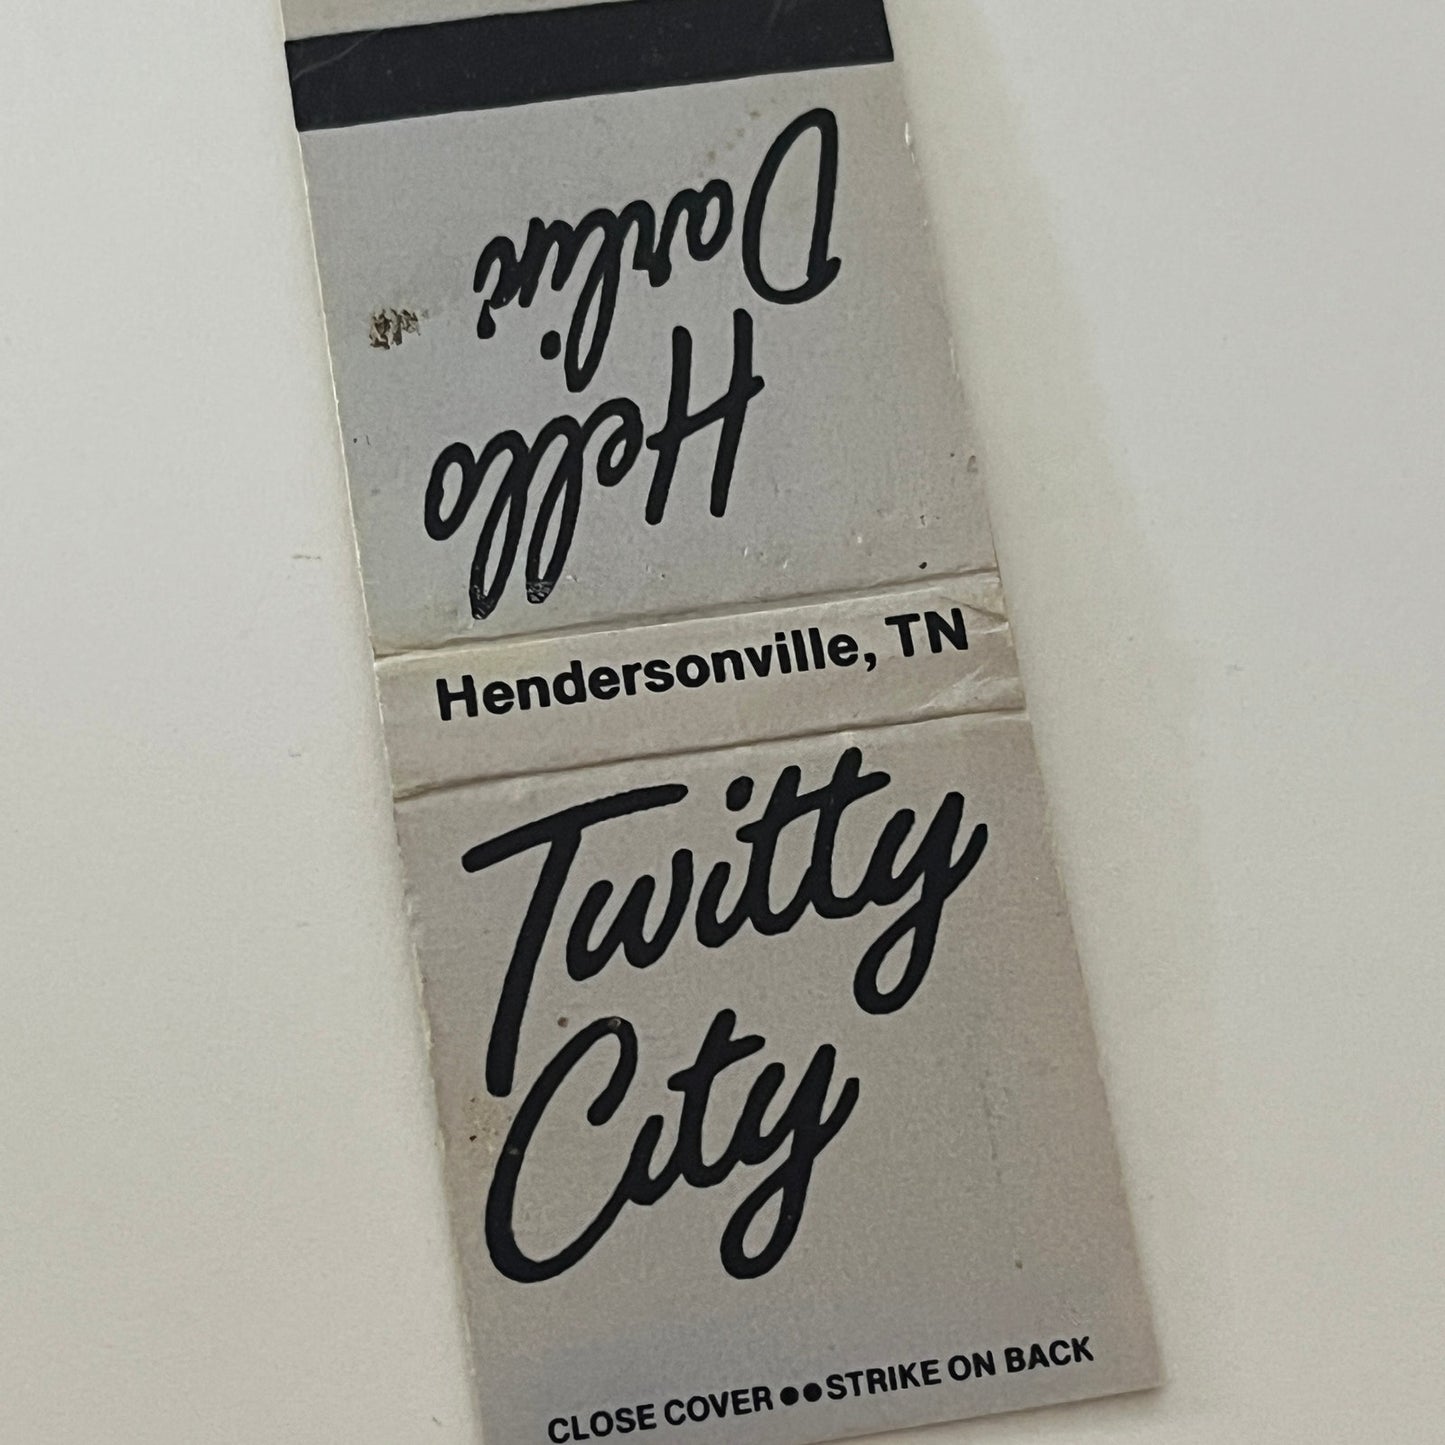 Hello
Darlin'
Hendersonville, TN
Twitty
City
CLOSE COVER ●● STRIKE ON BACK